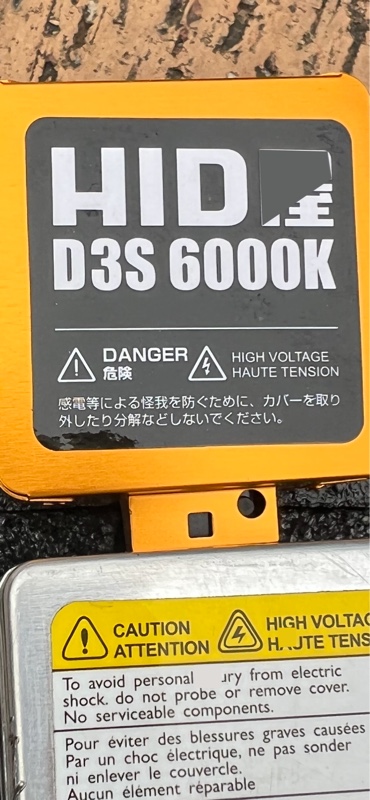 HID
D3S 6000K
DANGER
危険
HIGH VOLTAGE
HAUTE TENSION
感電等による怪我を防ぐために、カバーを取り
外したり分解などしないでください。
CAUTION
ATTENTION
HIGH
TENS
To avoid personal from electric
shock. do not probe or remove cover.
No serviceable components.
Pour éviter des blessures graves causées
Par un choc électrique, ne pas sonder
ni enlever le couvercle.
Aucun élément réparable